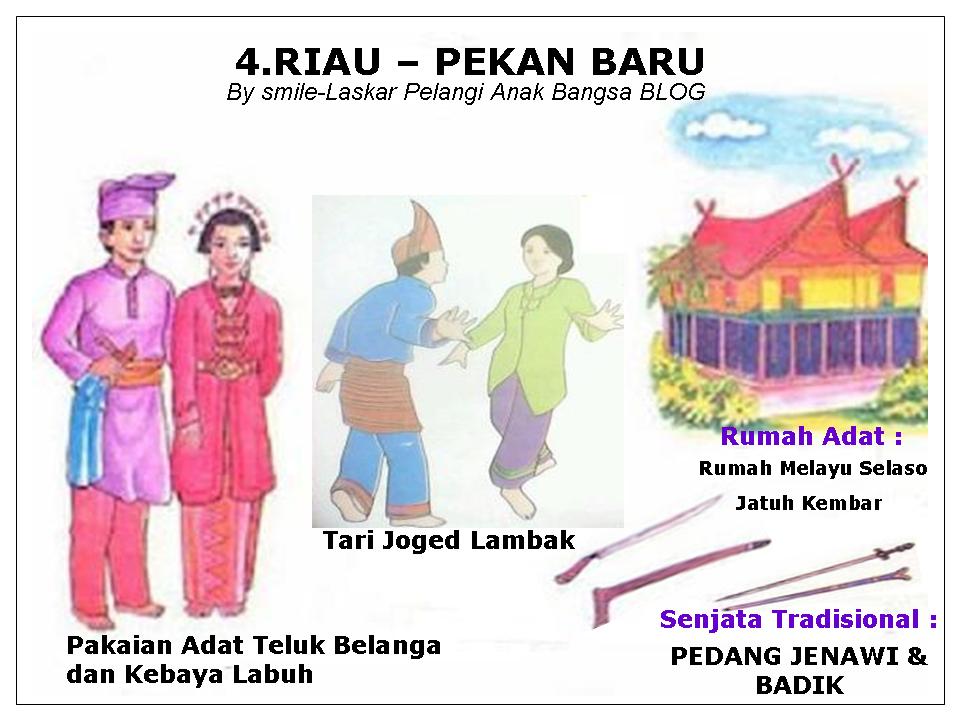 4.RIAU – PEKAN BARU
By smile-Laskar Pelangi Anak Bangsa BLOG
Rumah Adat :
Rumah Melayu Selaso
Jatuh Kembar
Tari Joged Lambak
Senjata Tradisional :
PEDANG JENAWI &
BADIK
Pakaian Adat Teluk Belanga
dan Kebaya Labuh